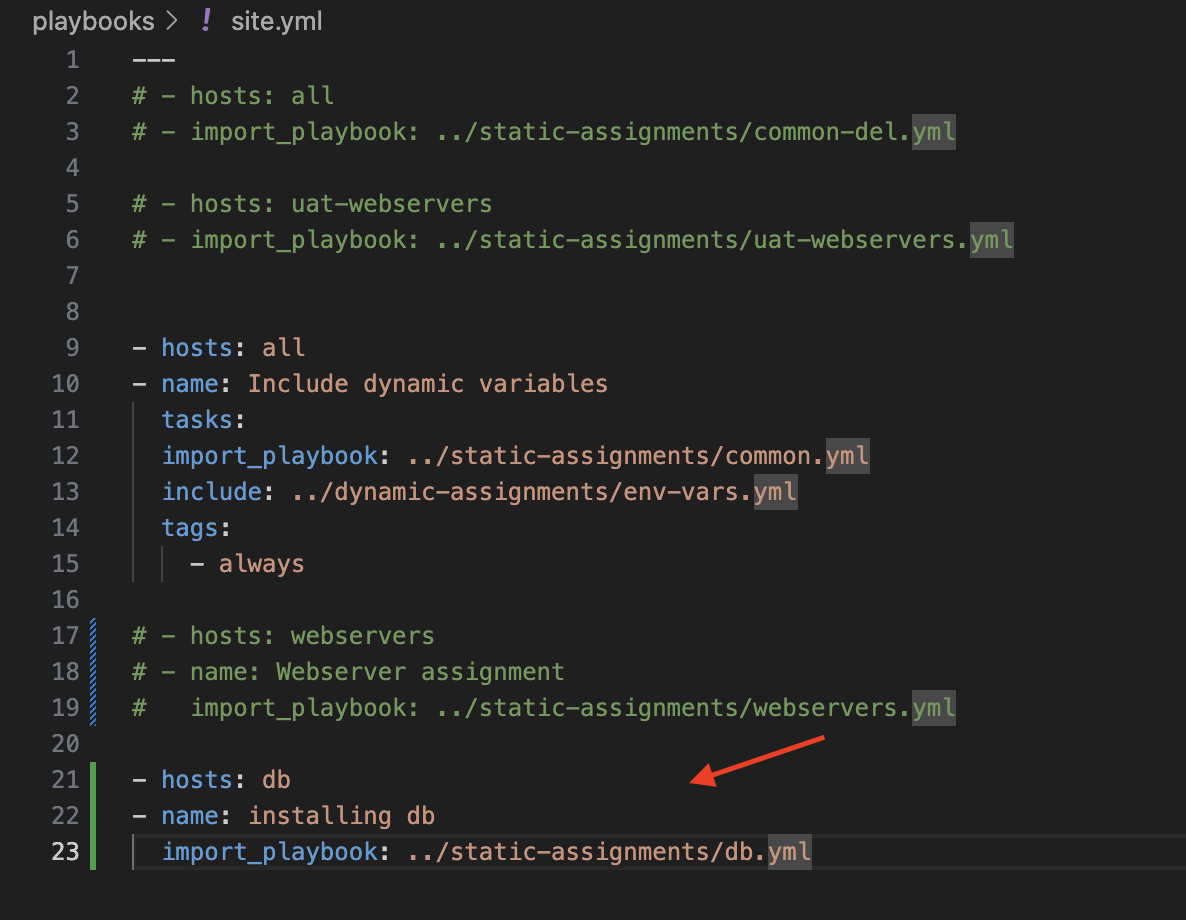 playbooks > ! site.yml
1 ---
2 # - hosts: all
3 # - import_playbook: ../static-assignments/common-del.yml
4
5 # - hosts: uat-webservers
6 # - import_playbook: ../static-assignments/uat-webservers.yml
7
8
9 - hosts: all
10 - name: Include dynamic variables
11   tasks:
12   import_playbook: ../static-assignments/common.yml
13   include: ../dynamic-assignments/env-vars.yml
14   tags:
15     - always
16
17 # - hosts: webservers
18 # - name: Webserver assignment
19 #   import_playbook: ../static-assignments/webservers.yml
20
21 - hosts: db
22 - name: installing db
23   import_playbook: ../static-assignments/db.yml